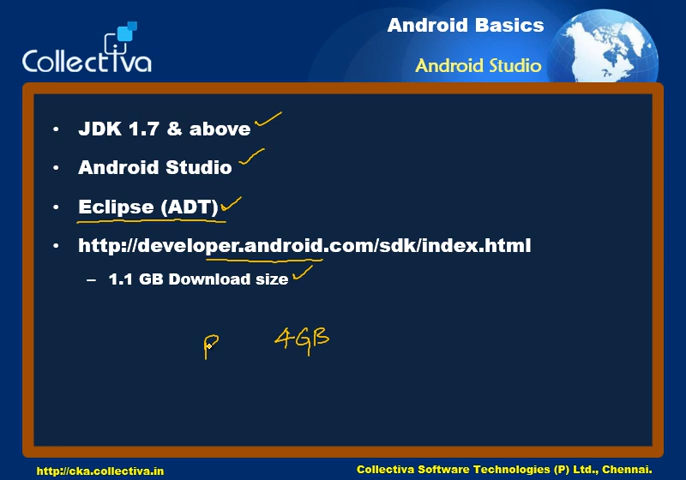 Android Basics
Collectiva
Android Studio
• JDK 1.7 & above
• Android Studio
• Eclipse (ADT)
• http://developer.android.com/sdk/index.html
– 1.1 GB Download size
P 4GB
http://cka.collectiva.in
Collectiva Software Technologies (P) Ltd., Chennai.